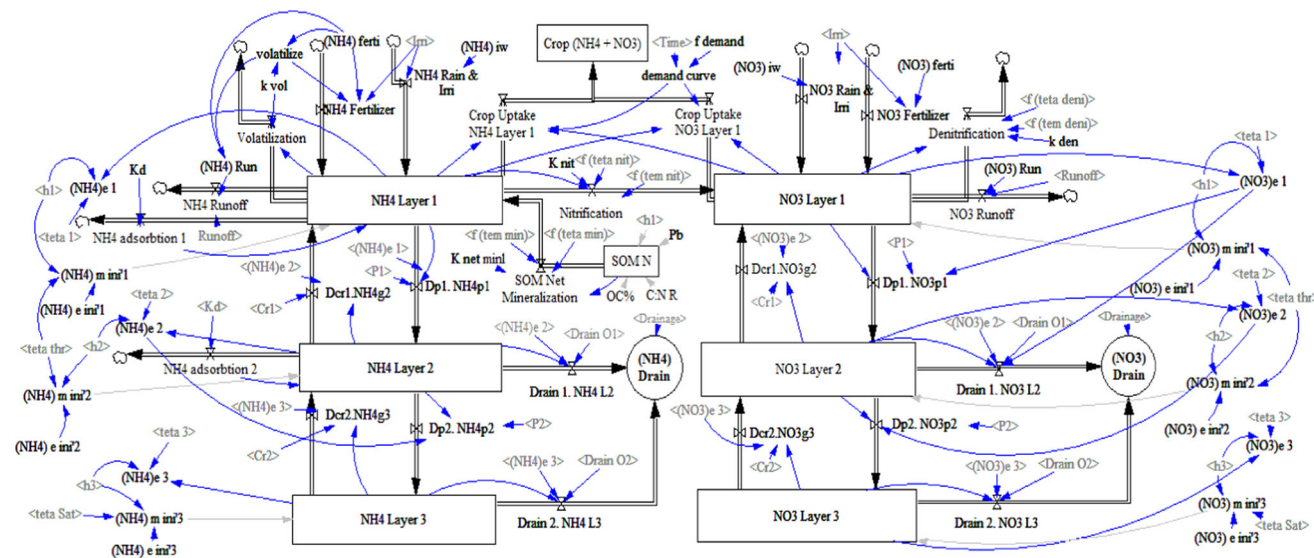 (NH4) ferti
<Irri>
volatilize
(NH4) iw
k vol
NH4 Rain &
Irri
NH4 Fertilizer
Volatilization
Crop (NH4 + NO3)
<Time>
f demand
demand curve
Crop Uptake
NH4 Layer 1
Crop Uptake
NO3 Layer 1
<Irri>
(NO3) iw
(NO3) ferti
NO3 Rain &
Irri
NO3 Fertilizer
Denitrification
<f (teta deni)>
<f (tem deni)>
k den
<teta 1>
<h1>
(NH4)e 1
Kd
(NH4) Run
NH4 Runoff
Runoff>
<teta 1>
NH4 adsorbtion 1
NH4 Layer 1
K nit
<f (teta nit)
<f (tem nit)>
Nitrification
NO3 Layer 1
(NO3) Run
<Runoff>
NO3 Runoff
<h1>
(NO3)e 1
(NH4) m ini'1
(NH4) e ini'1
<(NH4)e 2>
<(NH4)e 1>
<P1>
Dcr1.NH4g2
Dp1. NH4p1
<Cr1>
<f (tem min)>
<f (teta min)>
K net minl
SOM Net
Mineralization
<h1>
Pb
SOM N
OC%
C:N R
<(NO3)e 2>
Dcr1.NO3g2
<Cr1>
<P1>
Dp1. NO3p1
(NO3) m ini'1
(NO3) e ini'1
<teta 2>
<teta thr>
(NO3)e 2
<teta 2>
(NH4)e 2
<teta thr>
<h2>
<Kd>
NH4 adsorbtion 2
NH4 Layer 2
<(NH4)e 2>
<Drain O1>
<Drainage>
(NH4)
Drain
Drain 1. NH4 L2
NO3 Layer 2
<(NO3)e 2>
<Drain O1>
<Drainage>
(NO3)
Drain
Drain 1. NO3 L2
<h2>
(NH4) m ini'2
(NH4) e ini'2
<(NH4)e 3>
Dcr2.NH4g3
Dp2. NH4p2
<P2>
<Cr2>
<(NO3)e 3>
Dcr2.NO3g3
<Cr2>
Dp2. NO3p2
<P2>
(NO3) m ini'2
(NO3) e ini'2
<teta 3>
(NO3)e 3
<teta 3>
(NH4)e 3
<h3>
<teta Sat>
(NH4) m ini'3
(NH4) e ini'3
NH4 Layer 3
<(NH4)e 3>
<Drain O2>
Drain 2. NH4 L3
NO3 Layer 3
<(NO3)e 3>
<Drain O2>
Drain 2. NO3 L3
<h3>
(NO3) m ini'3
(NO3) e ini'3
<teta Sat>